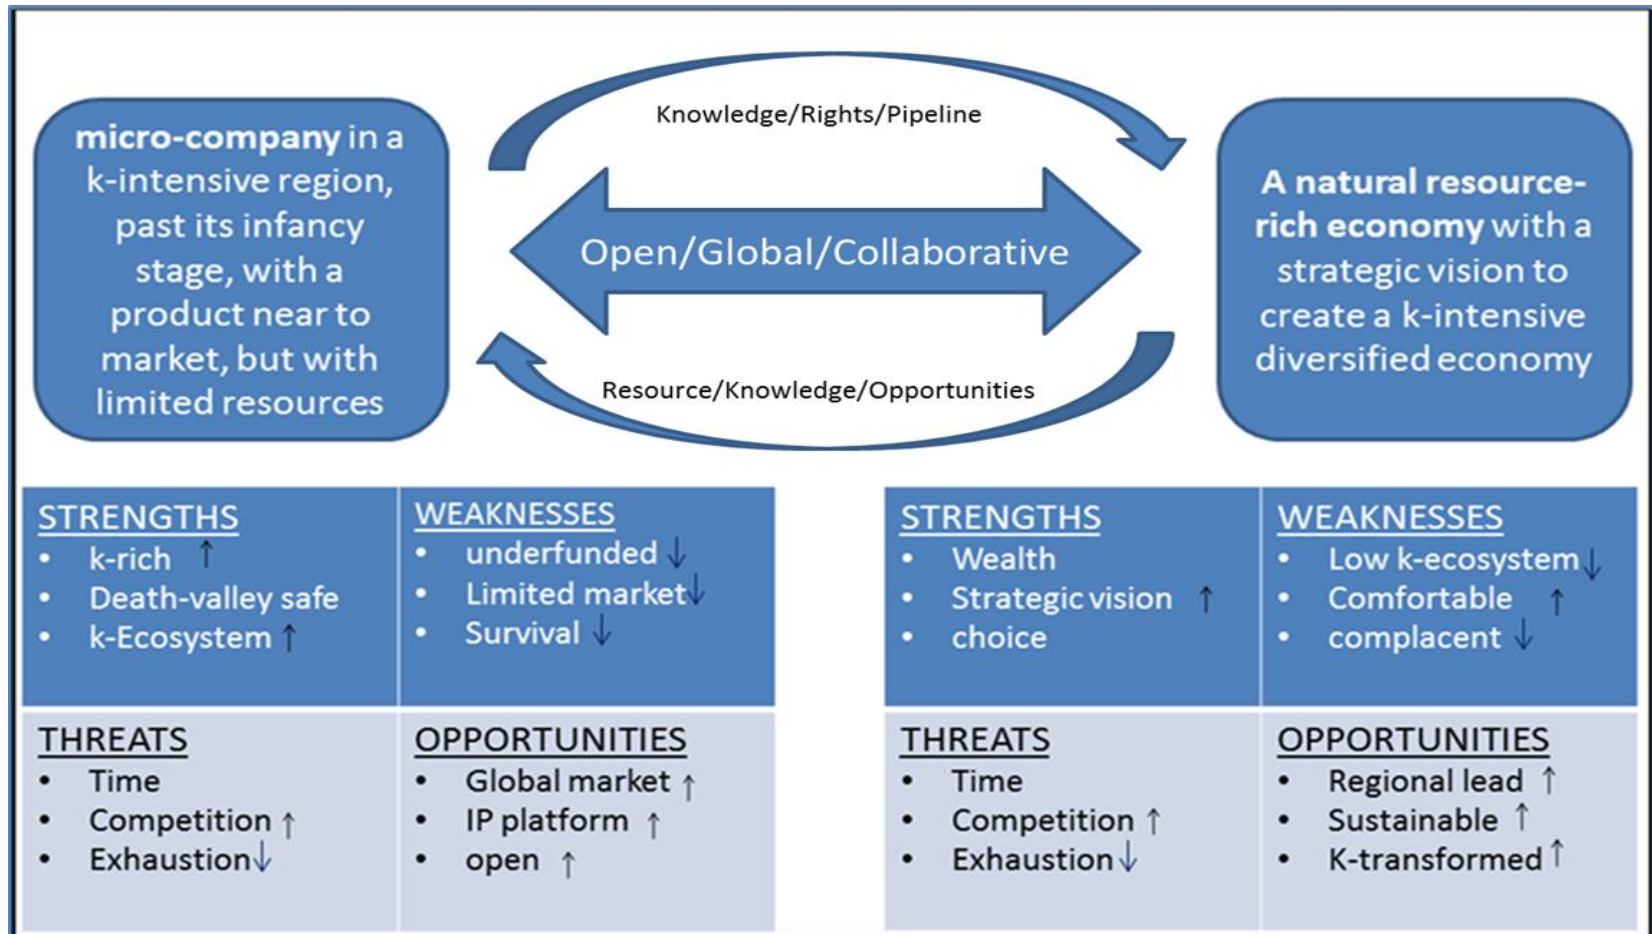 micro-company in a
k-intensive region,
past its infancy
stage, with a
product near to
market, but with
limited resources
Knowledge/Rights/Pipeline
Open/Global/Collaborative
Resource/Knowledge/Opportunities
A natural resource-
rich economy with a
strategic vision to
create a k-intensive
diversified economy
STRENGTHS
• k-rich ↑
• Death-valley safe
• k-Ecosystem ↑
WEAKNESSES
• underfunded ↓
• Limited market↓
• Survival ↓
THREATS
• Time
• Competition ↑
• Exhaustion↓
OPPORTUNITIES
• Global market ↑
• IP platform ↑
• open ↑
STRENGTHS
• Wealth
• Strategic vision ↑
• choice
WEAKNESSES
• Low k-ecosystem↓
• Comfortable ↑
• complacent ↓
THREATS
• Time
• Competition ↑
• Exhaustion↓
OPPORTUNITIES
• Regional lead ↑
• Sustainable ↑
• K-transformed ↑